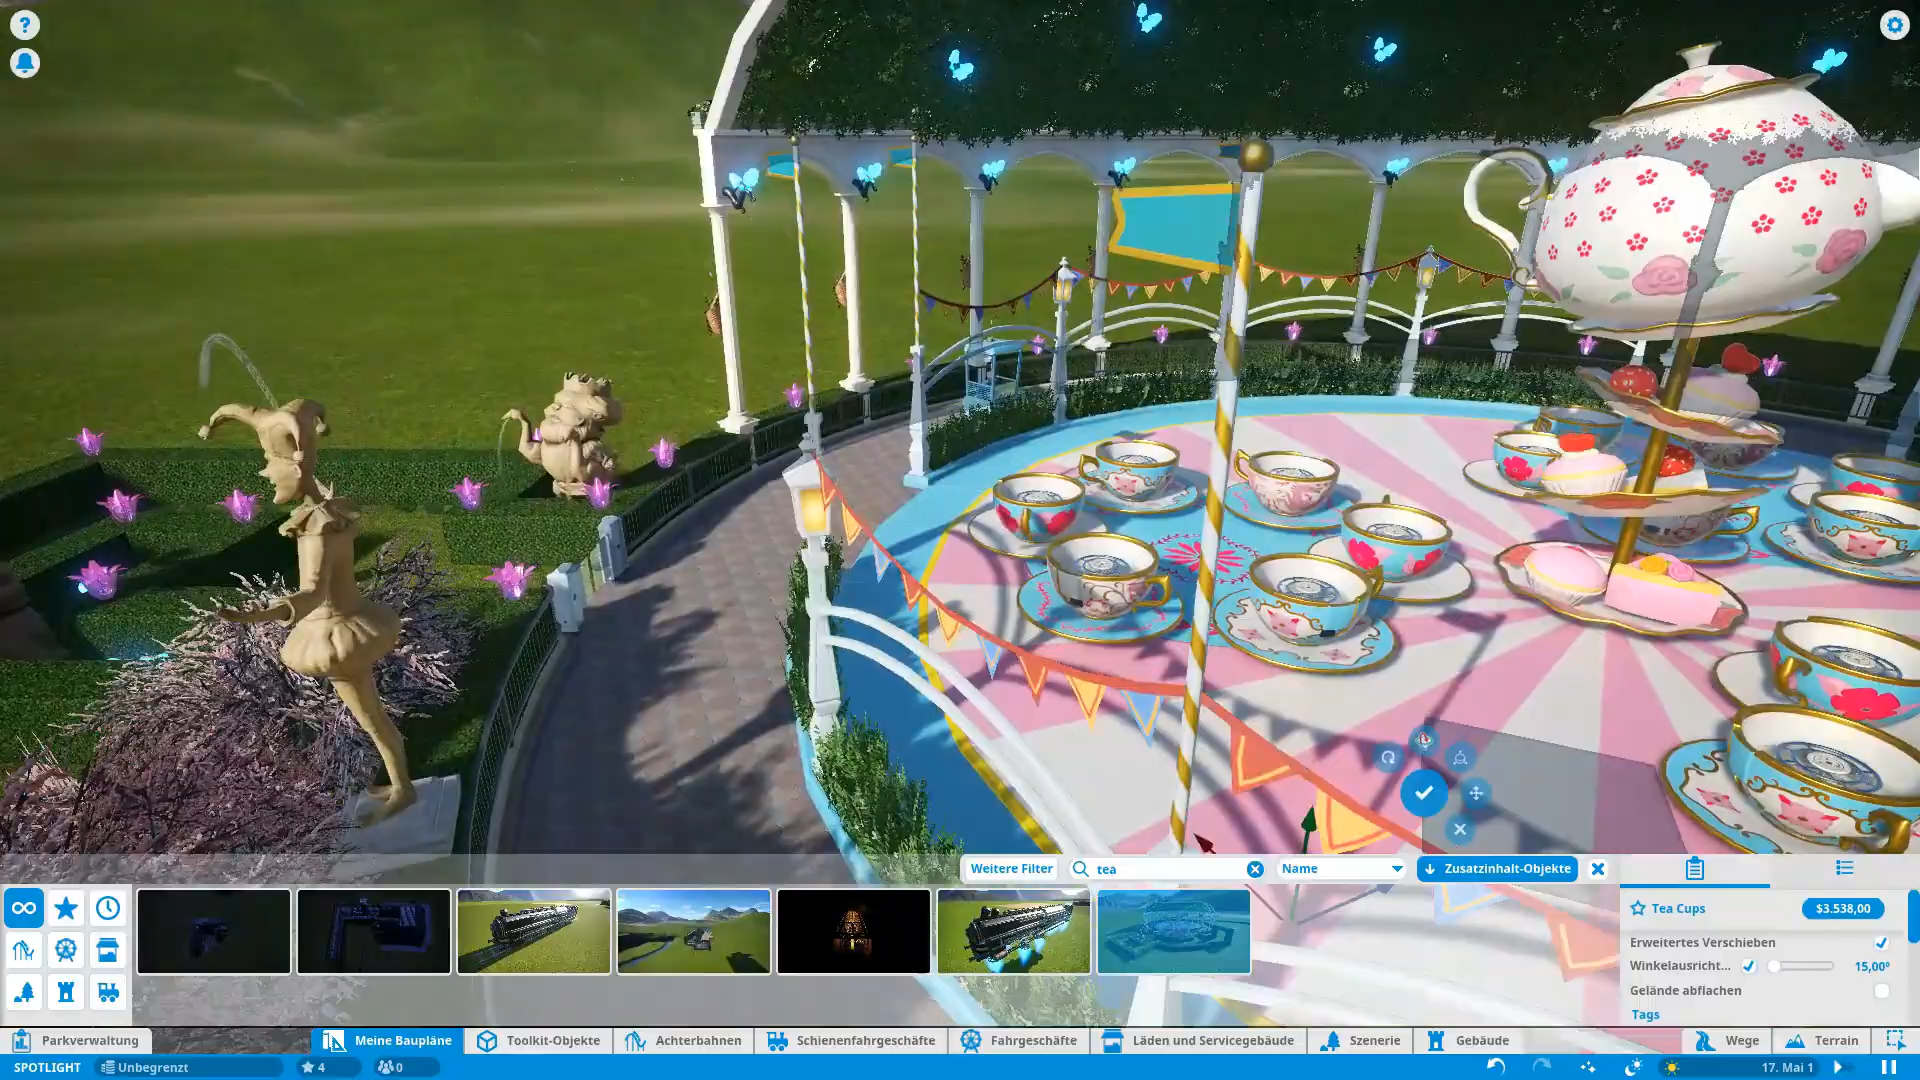 ?
Weitere Filter
tea
Name
Zusatzinhalt-Objekte
Tea Cups
$3.538,00
Erweitertes Verschieben
Winkelausricht...
15,00°
Gelände abflachen
Tags
Parkverwaltung
Meine Baupläne
Toolkit-Objekte
Achterbahnen
Schienenfahrgeschäfte
Fahrgeschäfte
Läden und Servicegebäude
Szenerie
Gebäude
Wege
Terrain
SPOTLIGHT
Unbegrenzt
4
0
17. Mai 1